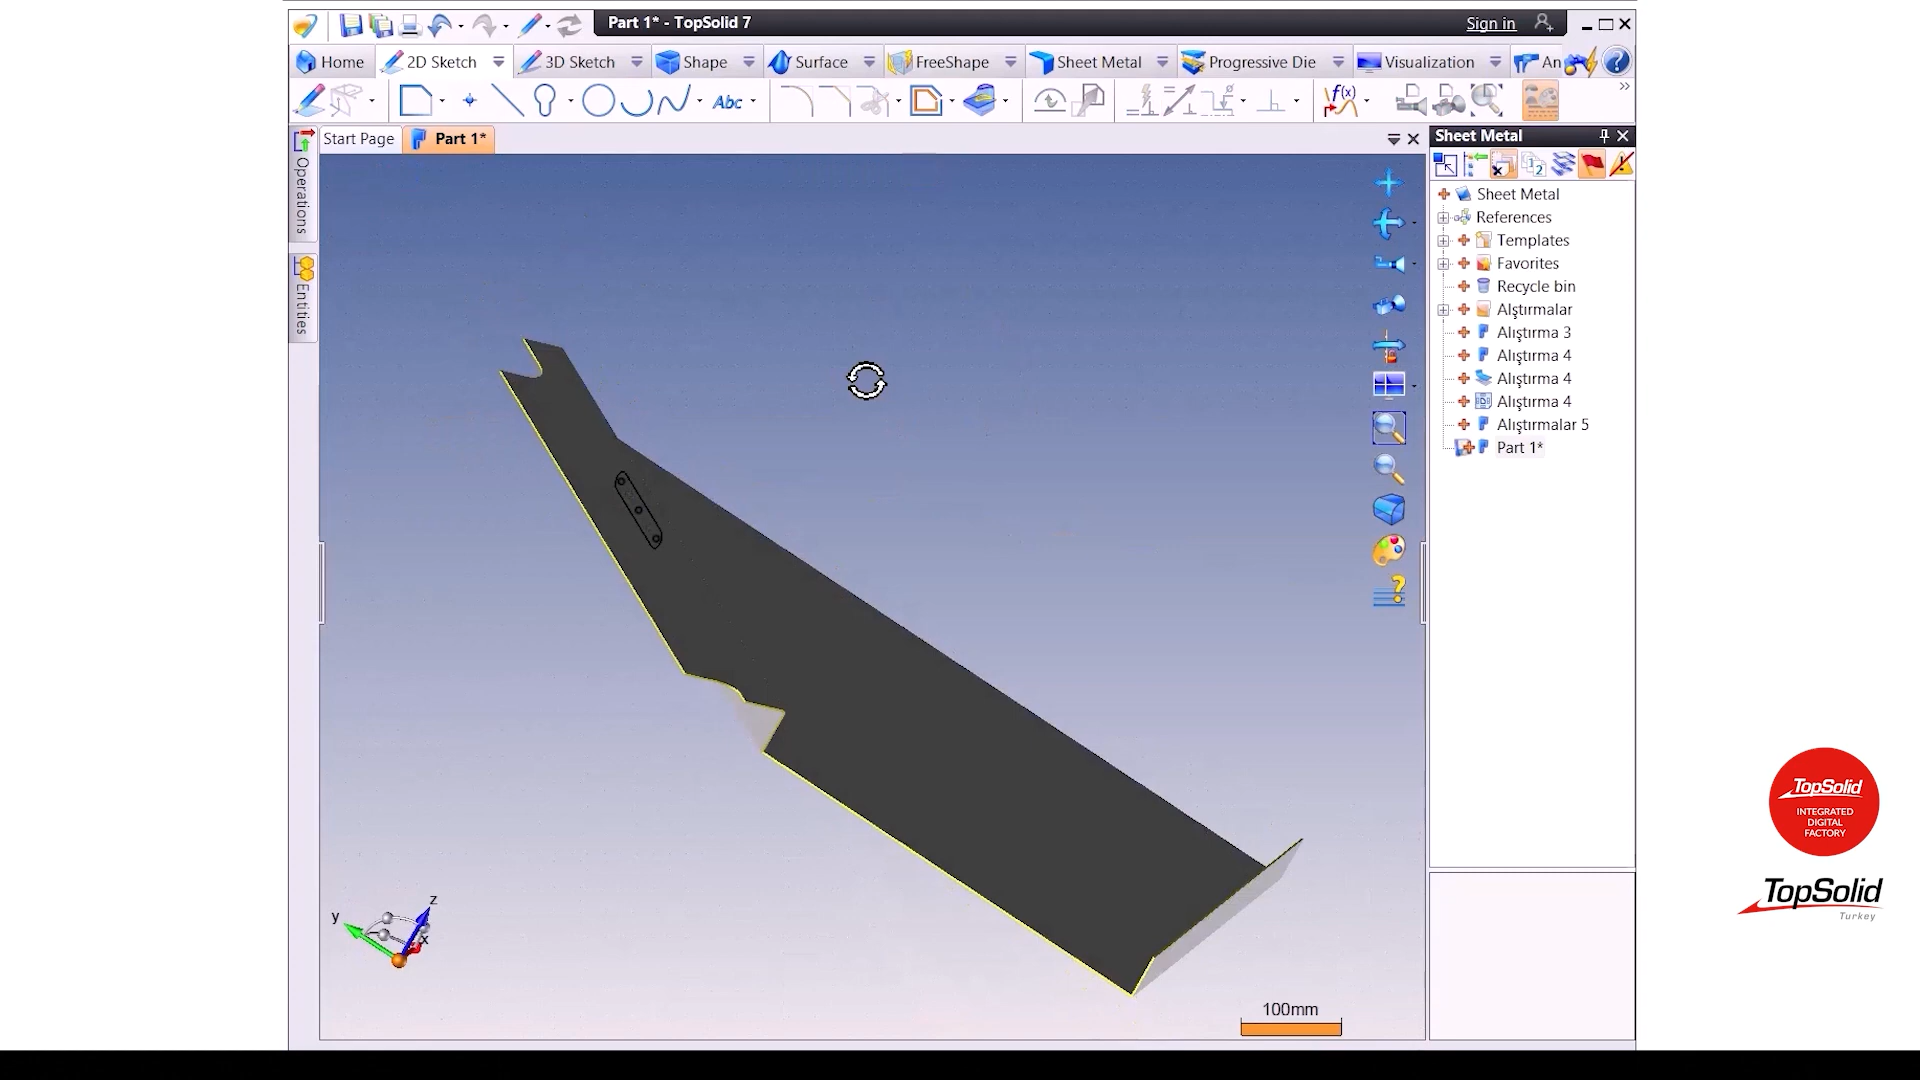 Part 1* - TopSolid 7
Sign in
Home
2D Sketch
3D Sketch
Shape
Surface
FreeShape
Sheet Metal
Progressive Die
Visualization
An
Abc
f(x)
Start Page
Part 1*
Sheet Metal
Operations
Entities
Sheet Metal
References
Templates
Favorites
Recycle bin
Alştırmalar
Alıştırma 3
Alıştırma 4
Alıştırma 4
Alıştırma 4
Alıştırmalar 5
Part 1*
z
y
x
100mm
TopSolid
INTEGRATED
DIGITAL
FACTORY
TopSolid
Turkey